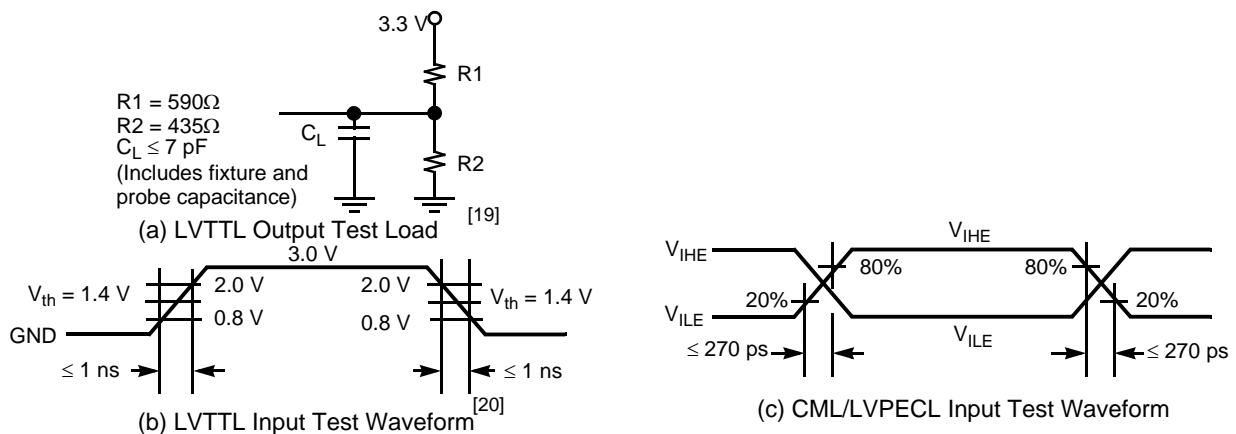 3.3 V
R1
R1 = 590Ω
R2 = 435Ω
C_L ≤ 7 pF
(Includes fixture and
probe capacitance)
C_L
R2
(a) LVTTL Output Test Load [19]
3.0 V
V_th = 1.4 V
2.0 V
0.8 V
2.0 V
0.8 V
V_th = 1.4 V
GND
≤ 1 ns
≤ 1 ns
(b) LVTTL Input Test Waveform [20]
V_IHE
V_IHE
80%
80%
20%
20%
V_ILE
V_ILE
≤ 270 ps
≤ 270 ps
(c) CML/LVPECL Input Test Waveform